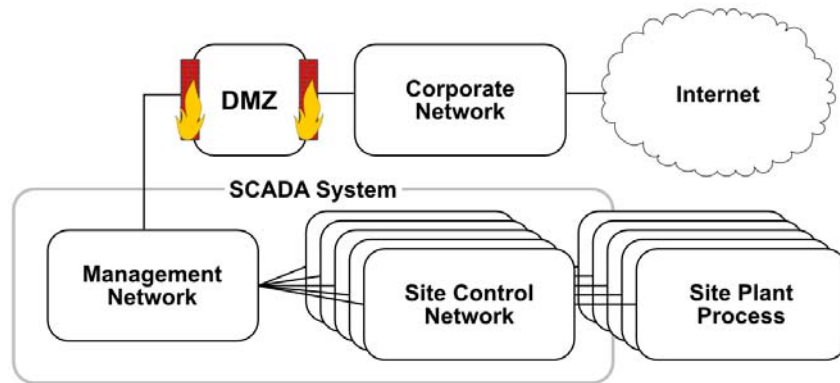 DMZ
Corporate
Network
Internet
SCADA System
Management
Network
Site Control
Network
Site Plant
Process